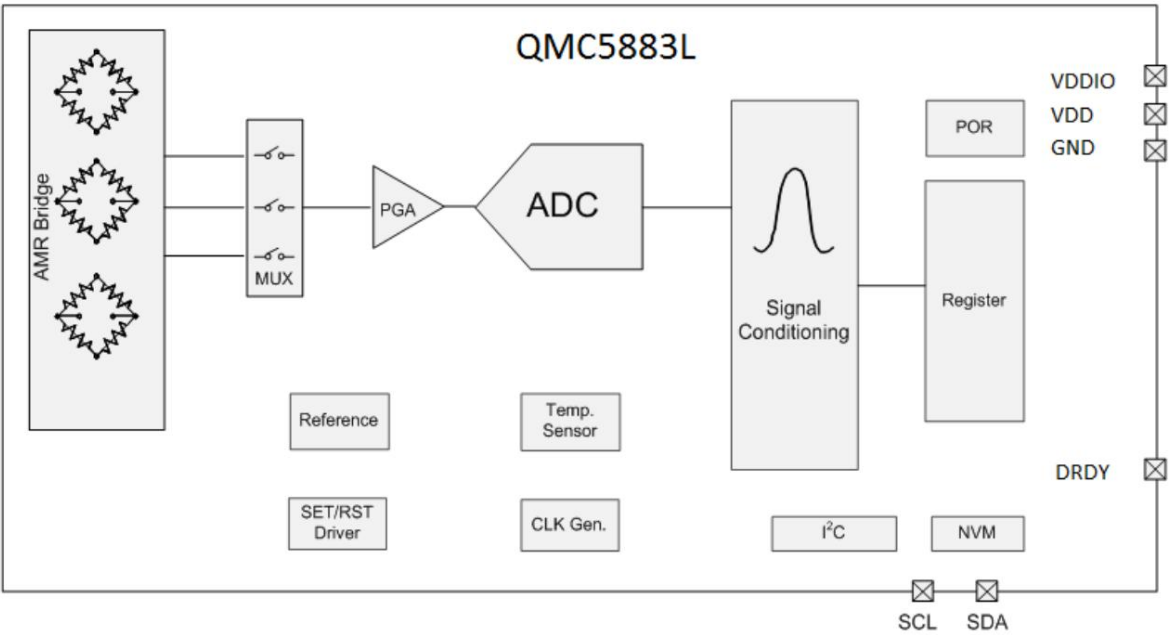 QMC5883L
VDDIO
VDD
GND
POR
AMR Bridge
MUX
PGA
ADC
Signal
Conditioning
Register
Reference
Temp.
Sensor
DRDY
SET/RST
Driver
CLK Gen.
I²C
NVM
SCL
SDA